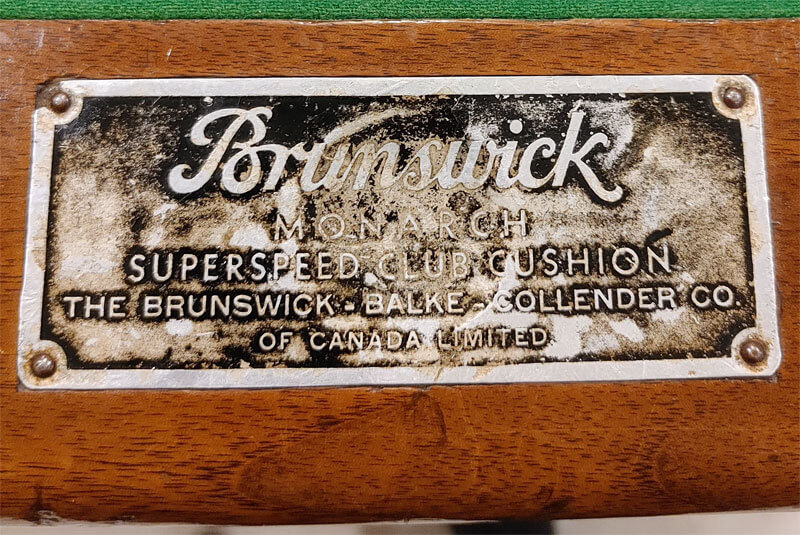 Brunswick
MONARCH
SUPERSPEED CLUB CUSHION
THE BRUNSWICK - BALKE - COLLENDER CO.
OF CANADA LIMITED